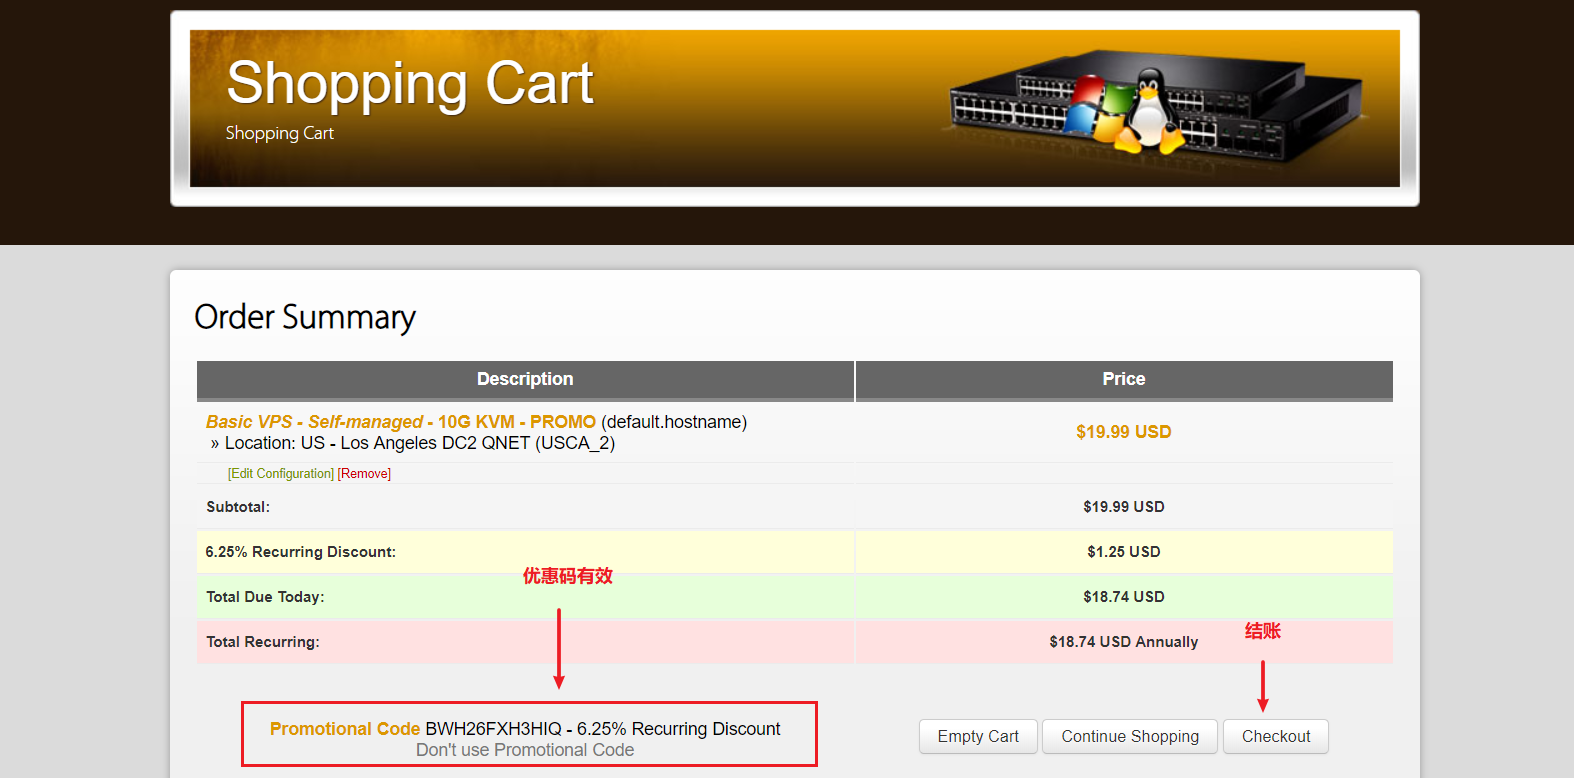 Shopping Cart
Shopping Cart
Order Summary
Description
Price
Basic VPS - Self-managed - 10G KVM - PROMO (default.hostname)
» Location: US - Los Angeles DC2 QNET (USCA_2)
$19.99 USD
[Edit Configuration] [Remove]
Subtotal:
$19.99 USD
6.25% Recurring Discount:
$1.25 USD
优惠码有效
Total Due Today:
$18.74 USD
结账
Total Recurring:
$18.74 USD Annually
Promotional Code BWH26FXH3HIQ - 6.25% Recurring Discount
Don't use Promotional Code
Empty Cart
Continue Shopping
Checkout